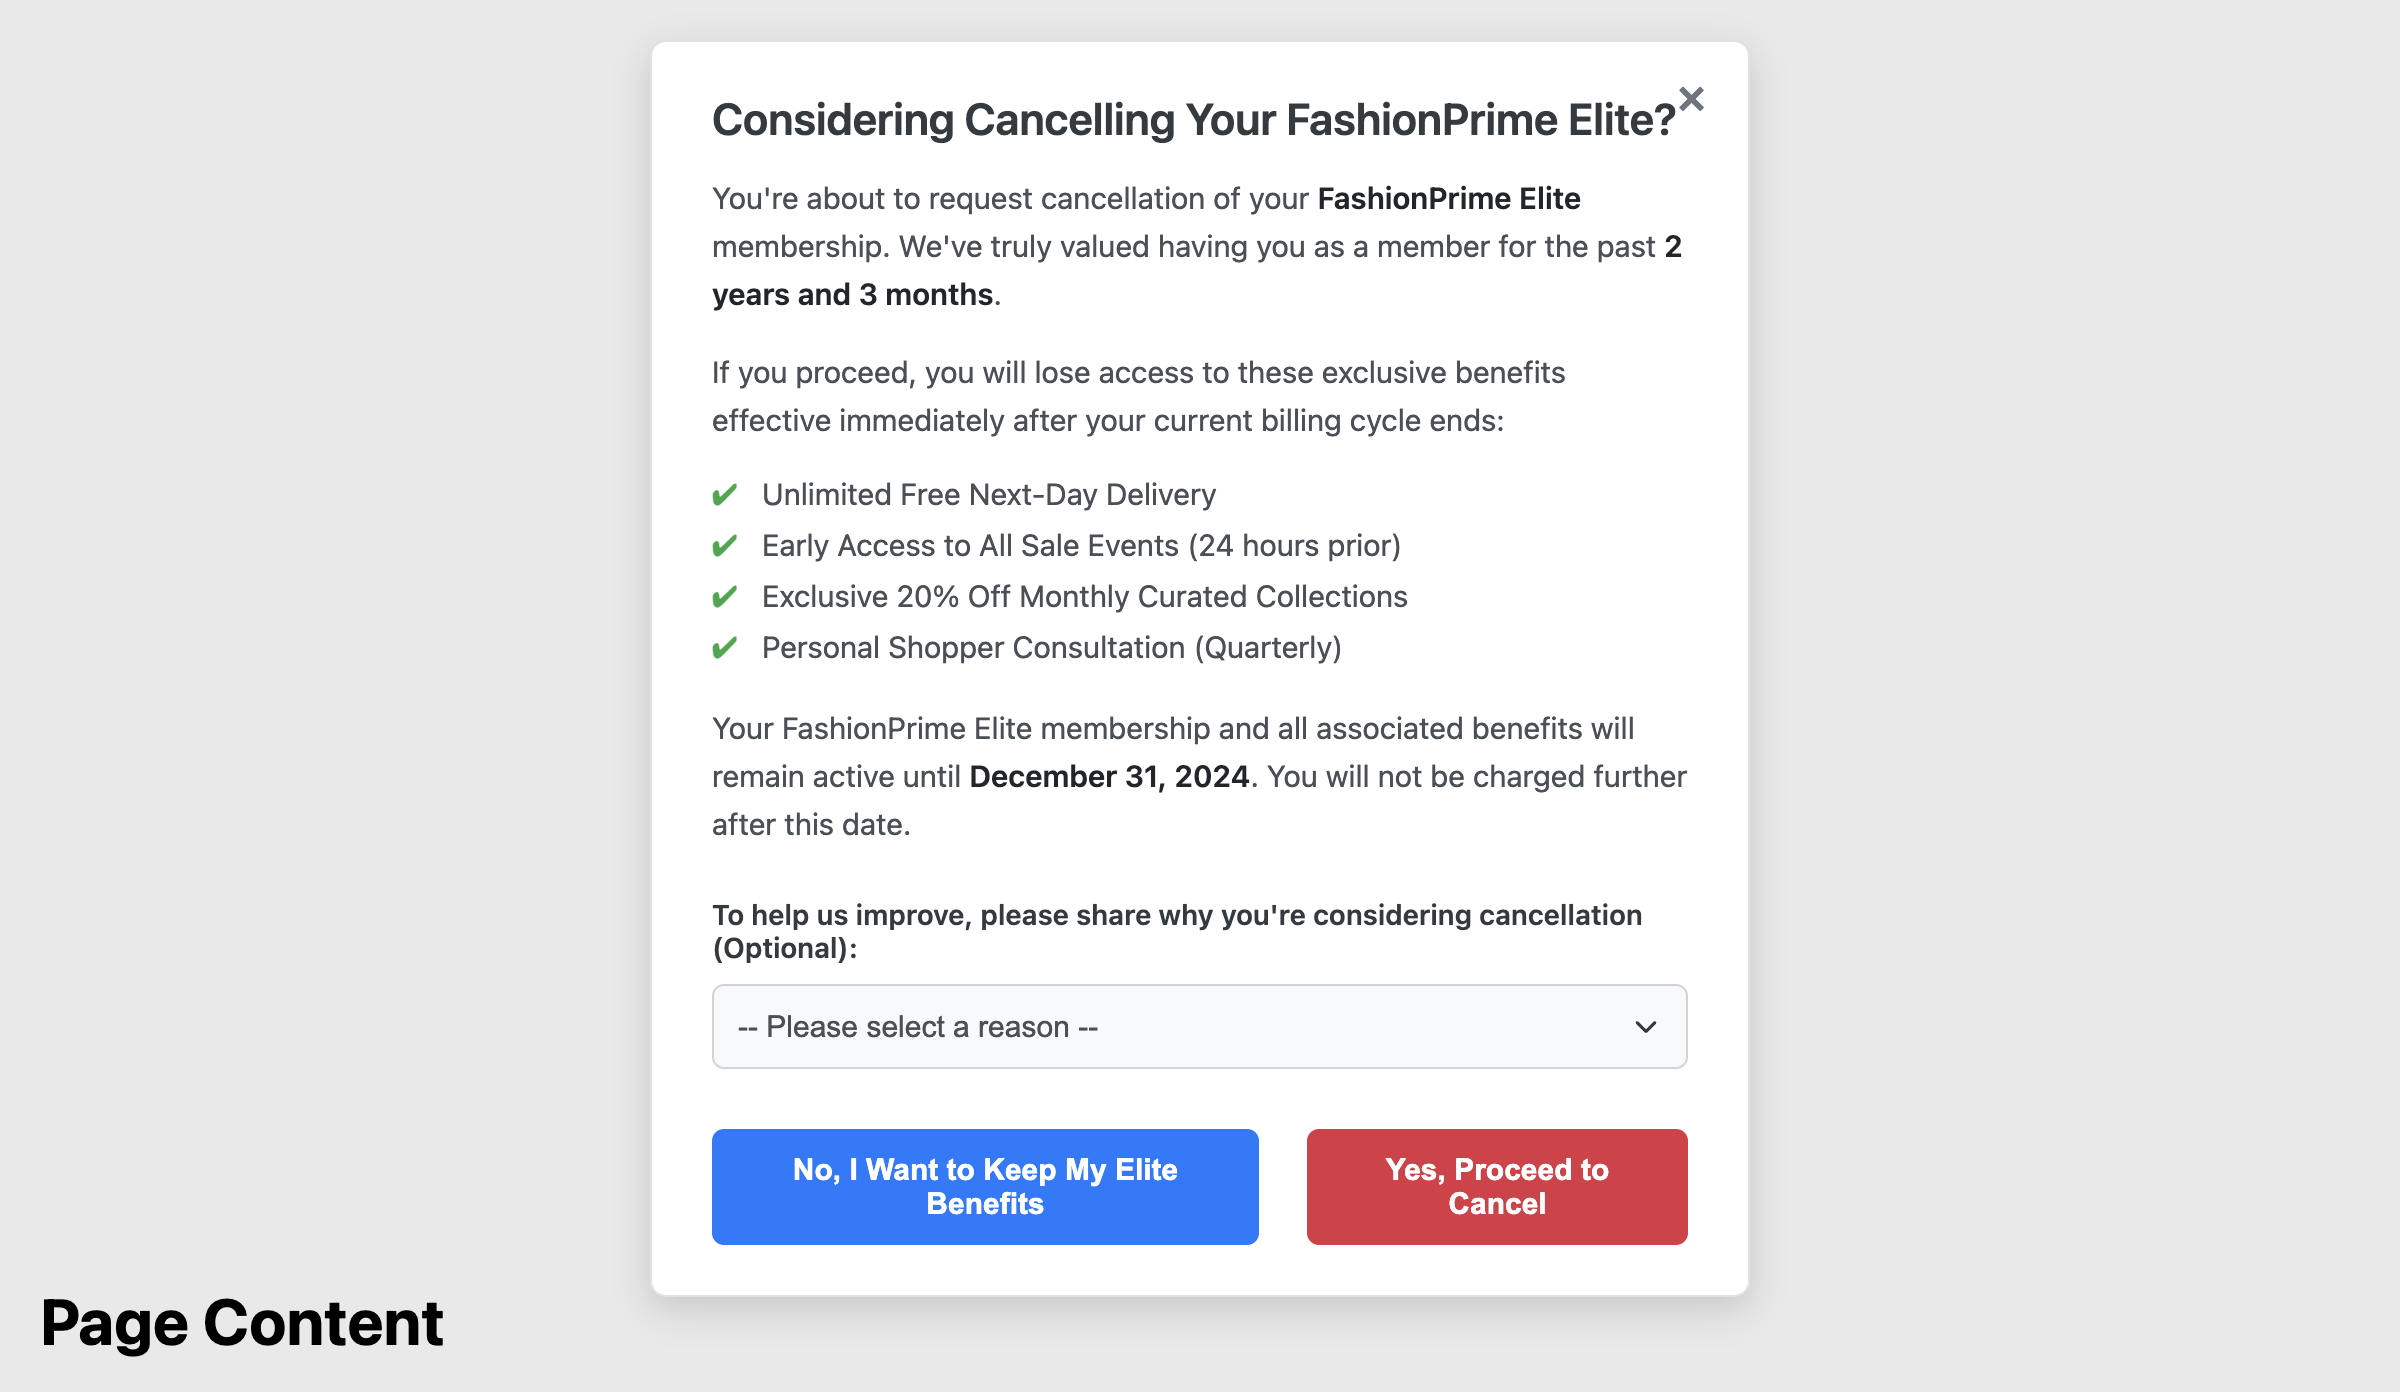 Considering Cancelling Your FashionPrime Elite?
×
You're about to request cancellation of your FashionPrime Elite
membership. We've truly valued having you as a member for the past 2
years and 3 months.
If you proceed, you will lose access to these exclusive benefits
effective immediately after your current billing cycle ends:
✔ Unlimited Free Next-Day Delivery
✔ Early Access to All Sale Events (24 hours prior)
✔ Exclusive 20% Off Monthly Curated Collections
✔ Personal Shopper Consultation (Quarterly)
Your FashionPrime Elite membership and all associated benefits will
remain active until December 31, 2024. You will not be charged further
after this date.
To help us improve, please share why you're considering cancellation
(Optional):
-- Please select a reason --
No, I Want to Keep My Elite
Benefits
Yes, Proceed to
Cancel
Page Content